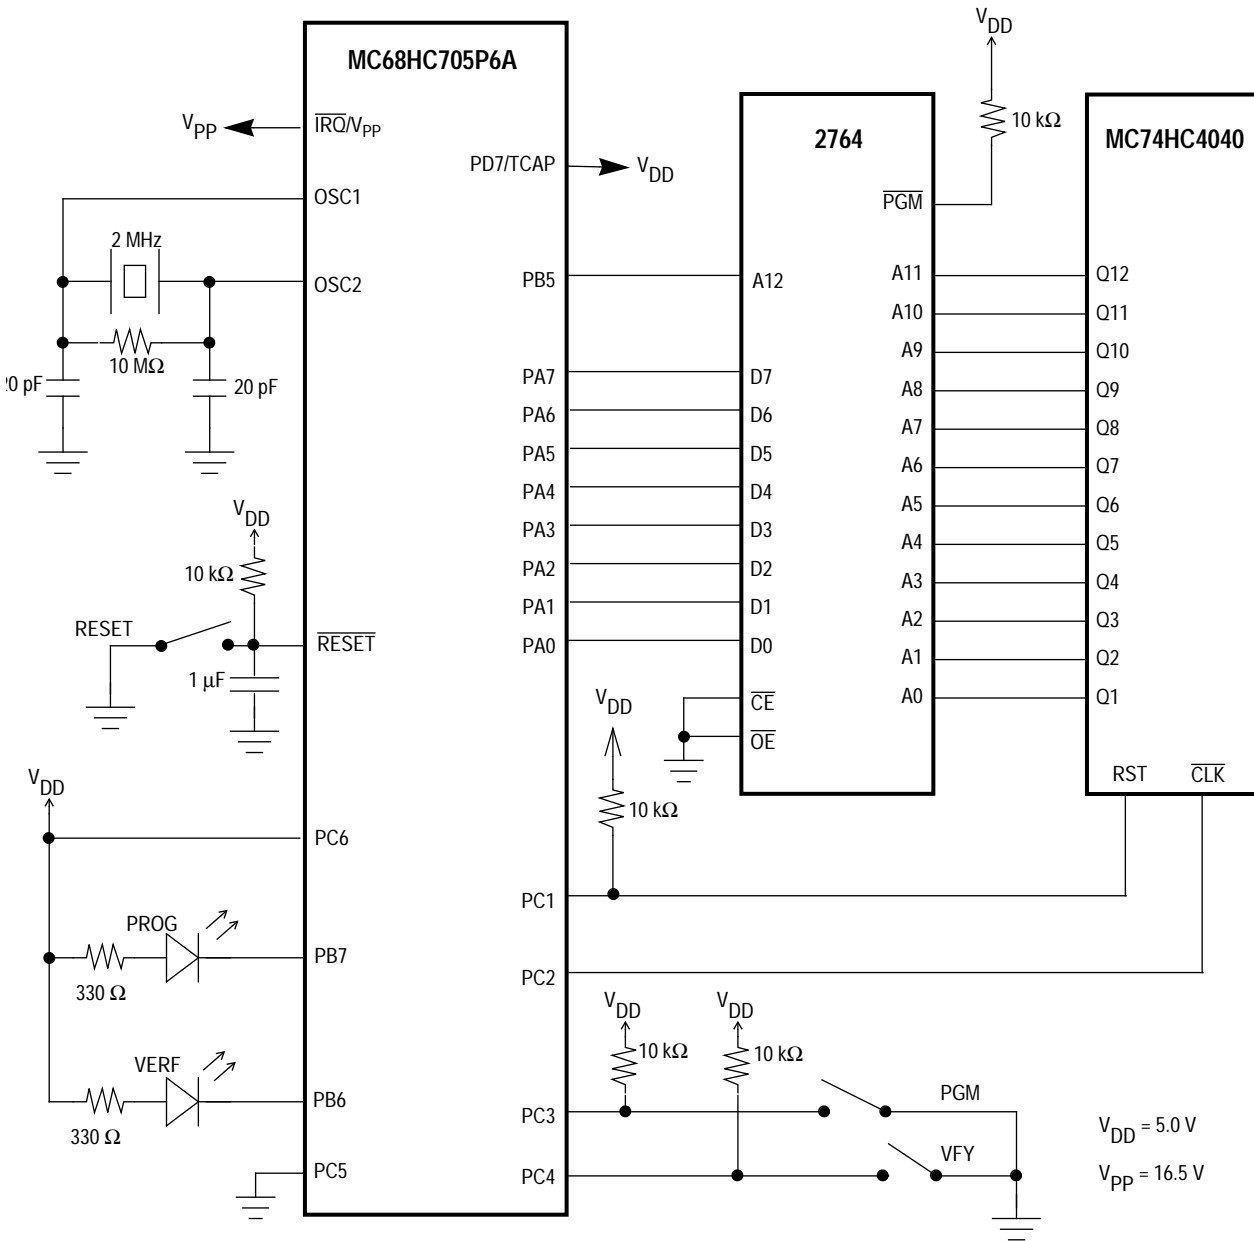 V_DD
MC68HC705P6A
10 kΩ
2764
MC74HC4040
V_PP
IRQ/V_PP
PD7/TCAP
V_DD
PGM
OSC1
2 MHz
OSC2
PB5
A12
A11
Q12
A10
Q11
A9
Q10
10 MΩ
20 pF
PA7
D7
A8
Q9
0 pF
PA6
D6
A7
Q8
PA5
D5
A6
Q7
PA4
D4
A5
Q6
V_DD
PA3
D3
A4
Q5
10 kΩ
PA2
D2
A3
Q4
PA1
D1
A2
Q3
RESET
RESET
PA0
D0
A1
Q2
1 μF
V_DD
CE
A0
Q1
OE
V_DD
RST
CLK
10 kΩ
PC6
PC1
PROG
PB7
PC2
330 Ω
V_DD
V_DD
10 kΩ
10 kΩ
VERF
PB6
PC3
PGM
V_DD = 5.0 V
330 Ω
PC5
PC4
VFY
V_PP = 16.5 V